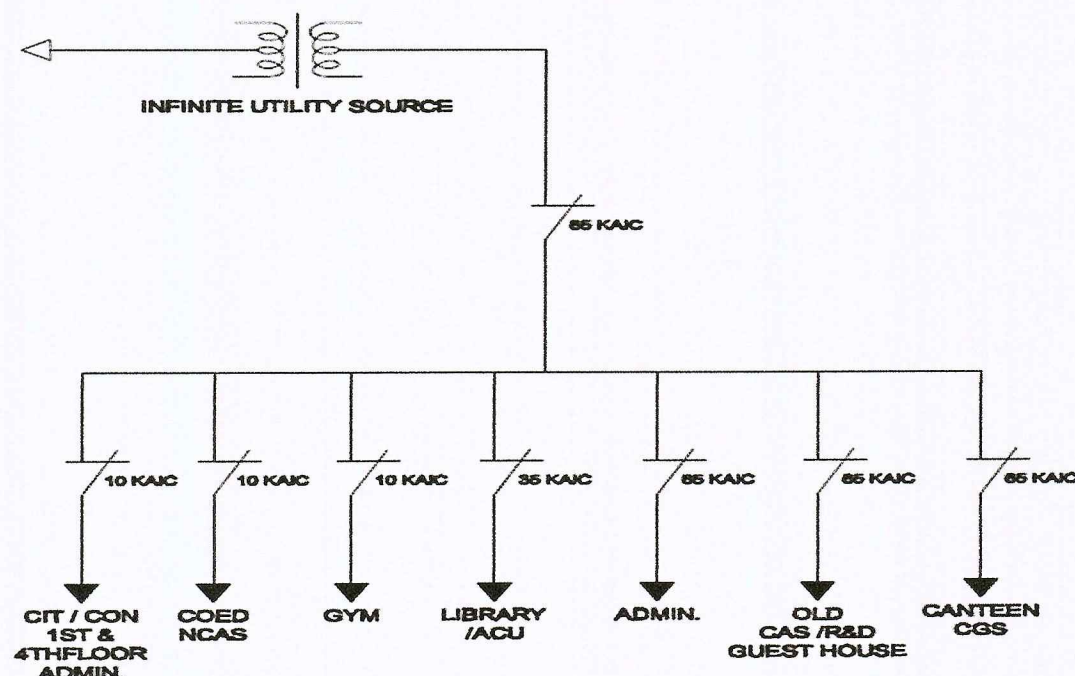 INFINITE UTILITY SOURCE
65 KAIC
10 KAIC
10 KAIC
10 KAIC
35 KAIC
65 KAIC
65 KAIC
65 KAIC
CIT / CON
1ST &
4THFLOOR
ADMIN.
COED
NCAS
GYM
LIBRARY
/ACU
ADMIN.
OLD
CAS /R&D
GUEST HOUSE
CANTEEN
CGS